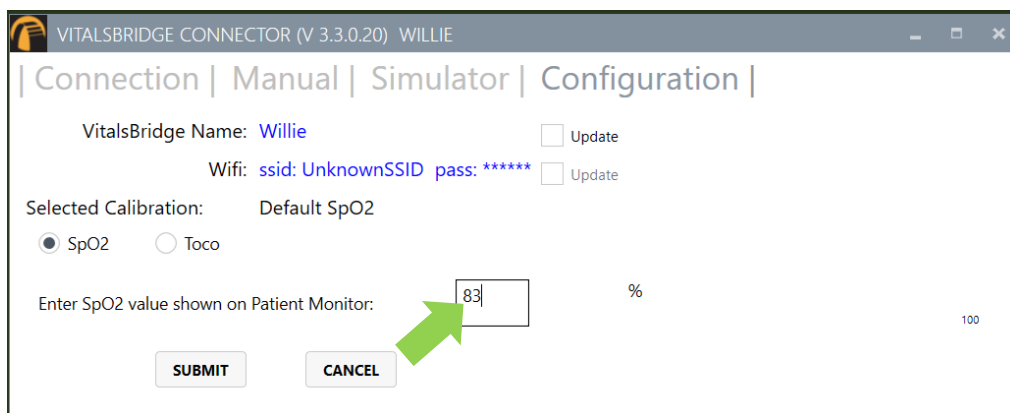 VITALSBRIDGE CONNECTOR (V 3.3.0.20) WILLIE
| Connection | Manual | Simulator | Configuration |
VitalsBridge Name: Willie Update
Wifi: ssid: UnknownSSID pass: ****** Update
Selected Calibration: Default SpO2
SpO2 Toco
Enter SpO2 value shown on Patient Monitor: 83 %
100
SUBMIT CANCEL